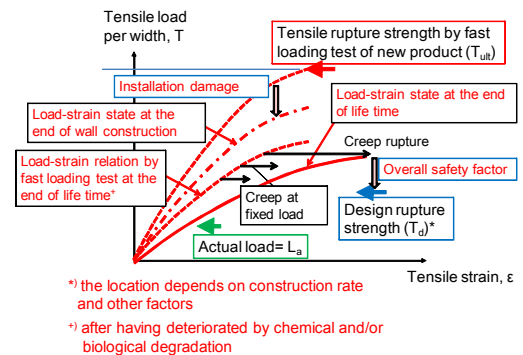 Tensile load
per width, T
Tensile rupture strength by fast
loading test of new product (Tult)
Installation damage
Load-strain state at the end
of life time
Load-strain state at the
end of wall construction
Creep rupture
Load-strain relation by
fast loading test at the
end of life time+
Overall safety factor
Creep at
fixed load
Design rupture
strength (Td)*
Actual load= La
Tensile strain, ε
*) the location depends on construction rate
and other factors
+) after having deteriorated by chemical and/or
biological degradation